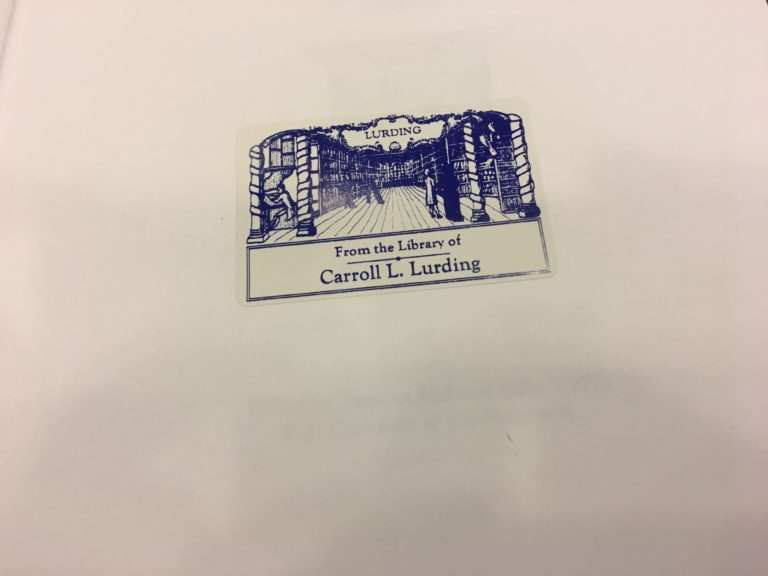 LURDING
From the Library of
Carroll L. Lurding